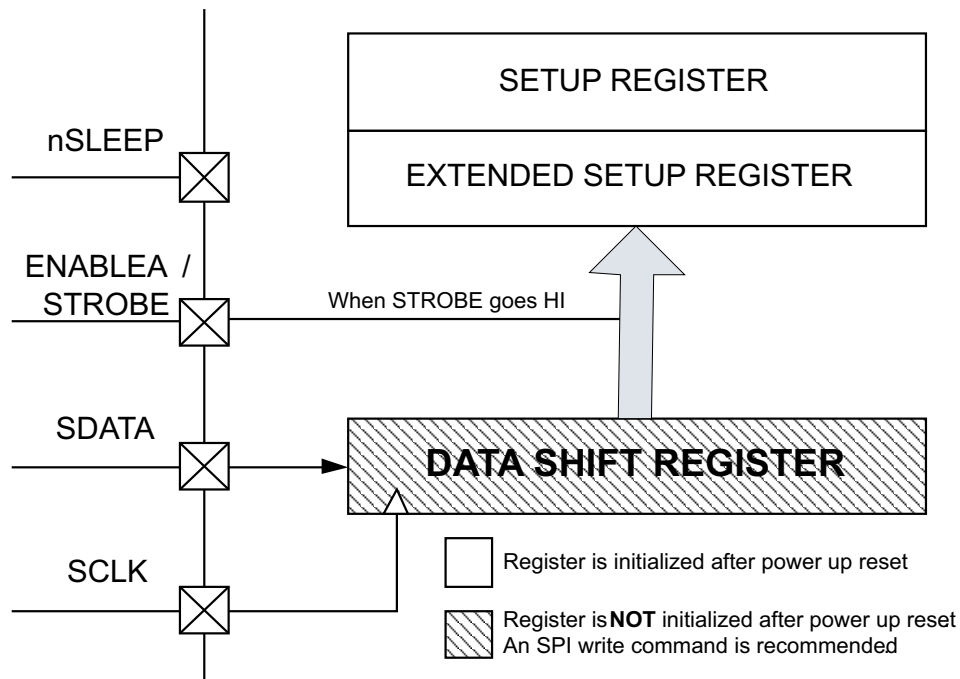 SETUP REGISTER
nSLEEP
EXTENDED SETUP REGISTER
ENABLEA /
STROBE
When STROBE goes HI
SDATA
DATA SHIFT REGISTER
SCLK
Register is initialized after power up reset
Register is NOT initialized after power up reset
An SPI write command is recommended.